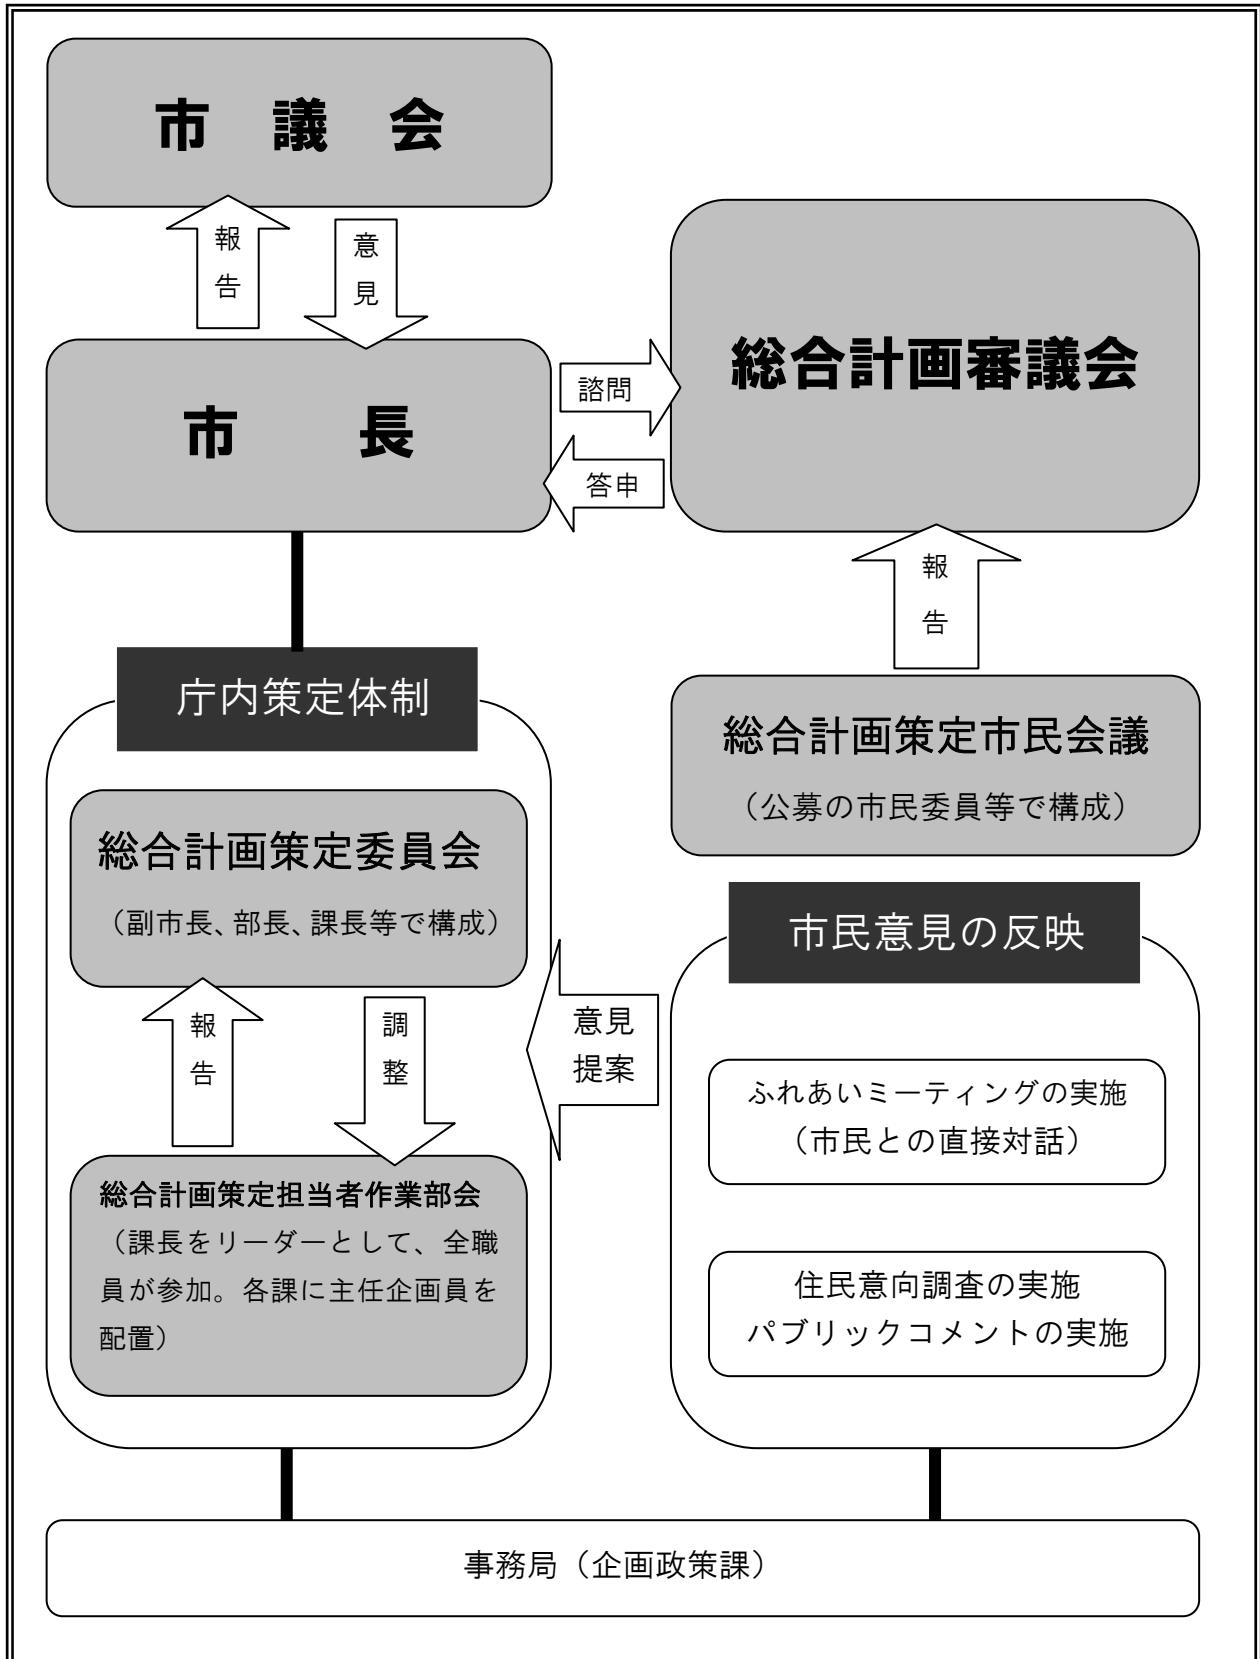 市　議　会
報告
意見
市　　長
諮問
答申
総合計画審議会
報告
総合計画策定市民会議
（公募の市民委員等で構成）
庁内策定体制
総合計画策定委員会
（副市長、部長、課長等で構成）
報告
調整
総合計画策定担当者作業部会
（課長をリーダーとして、全職
員が参加。各課に主任企画員を
配置）
意見
提案
市民意見の反映
ふれあいミーティングの実施
（市民との直接対話）
住民意向調査の実施
パブリックコメントの実施
事務局（企画政策課）